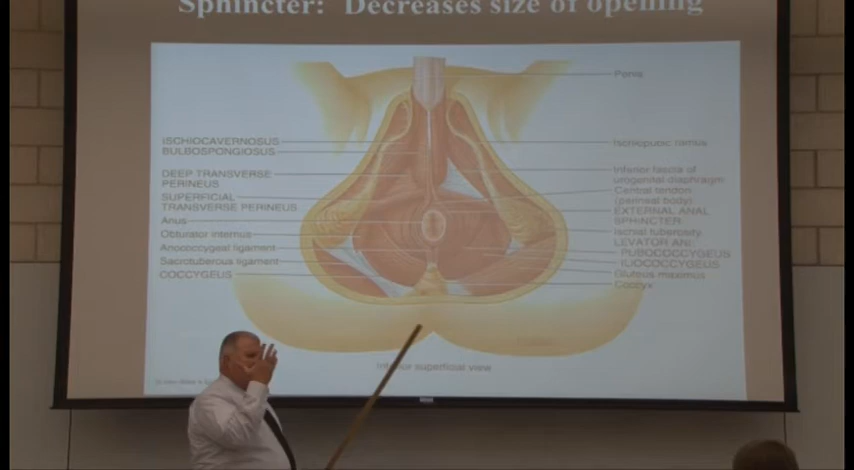 Sphincter: Decreases size of opening
Penis
ISCHIOCAVERNOSUS
BULBOSPONGIOSUS
DEEP TRANSVERSE
PERINEUS
SUPERFICIAL
TRANSVERSE PERINEUS
Anus
Obturator internus
Anococcygeal ligament
Sacrotuberous ligament
COCCYGEUS
Ischiopubic ramus
Inferior fascia of
urogenital diaphragm
Central tendon
(perineal body)
EXTERNAL ANAL
SPHINCTER
Ischial tuberosity
LEVATOR ANI:
PUBOCOCCYGEUS
ILIOCOCCYGEUS
Gluteus maximus
Coccyx
Inferior superficial view